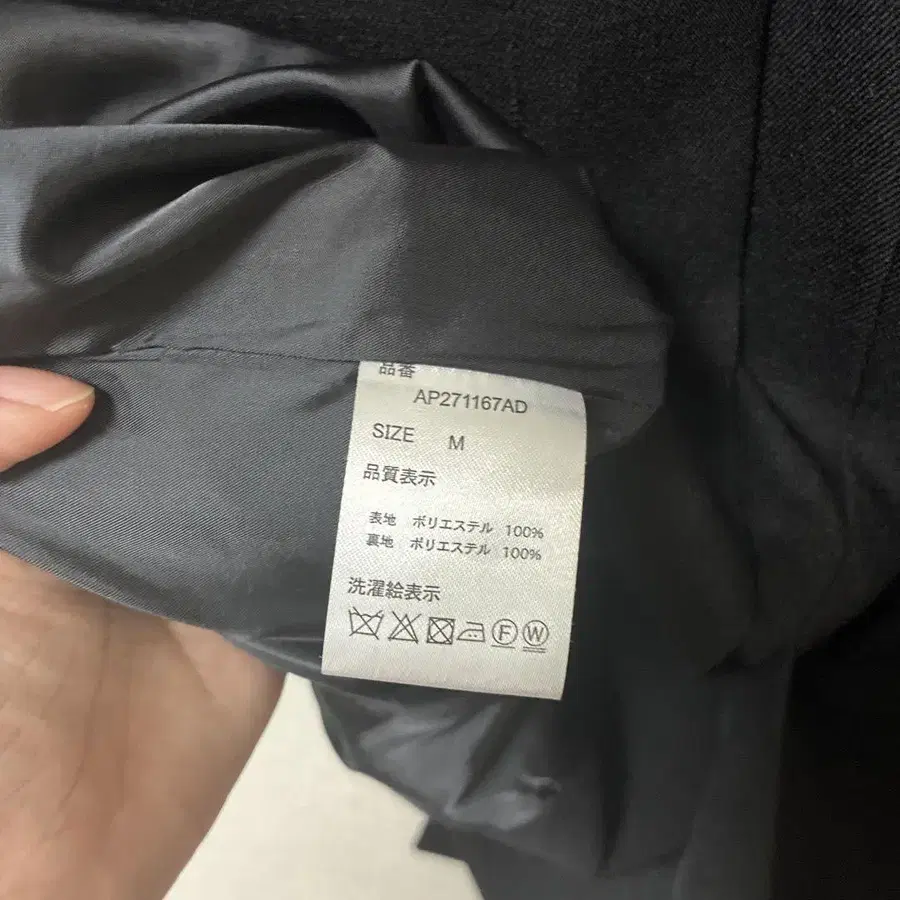 品番
AP271167AD
SIZE M
品質表示
表地 ポリエステル 100%
裏地 ポリエステル 100%
洗濯絵表示
F W